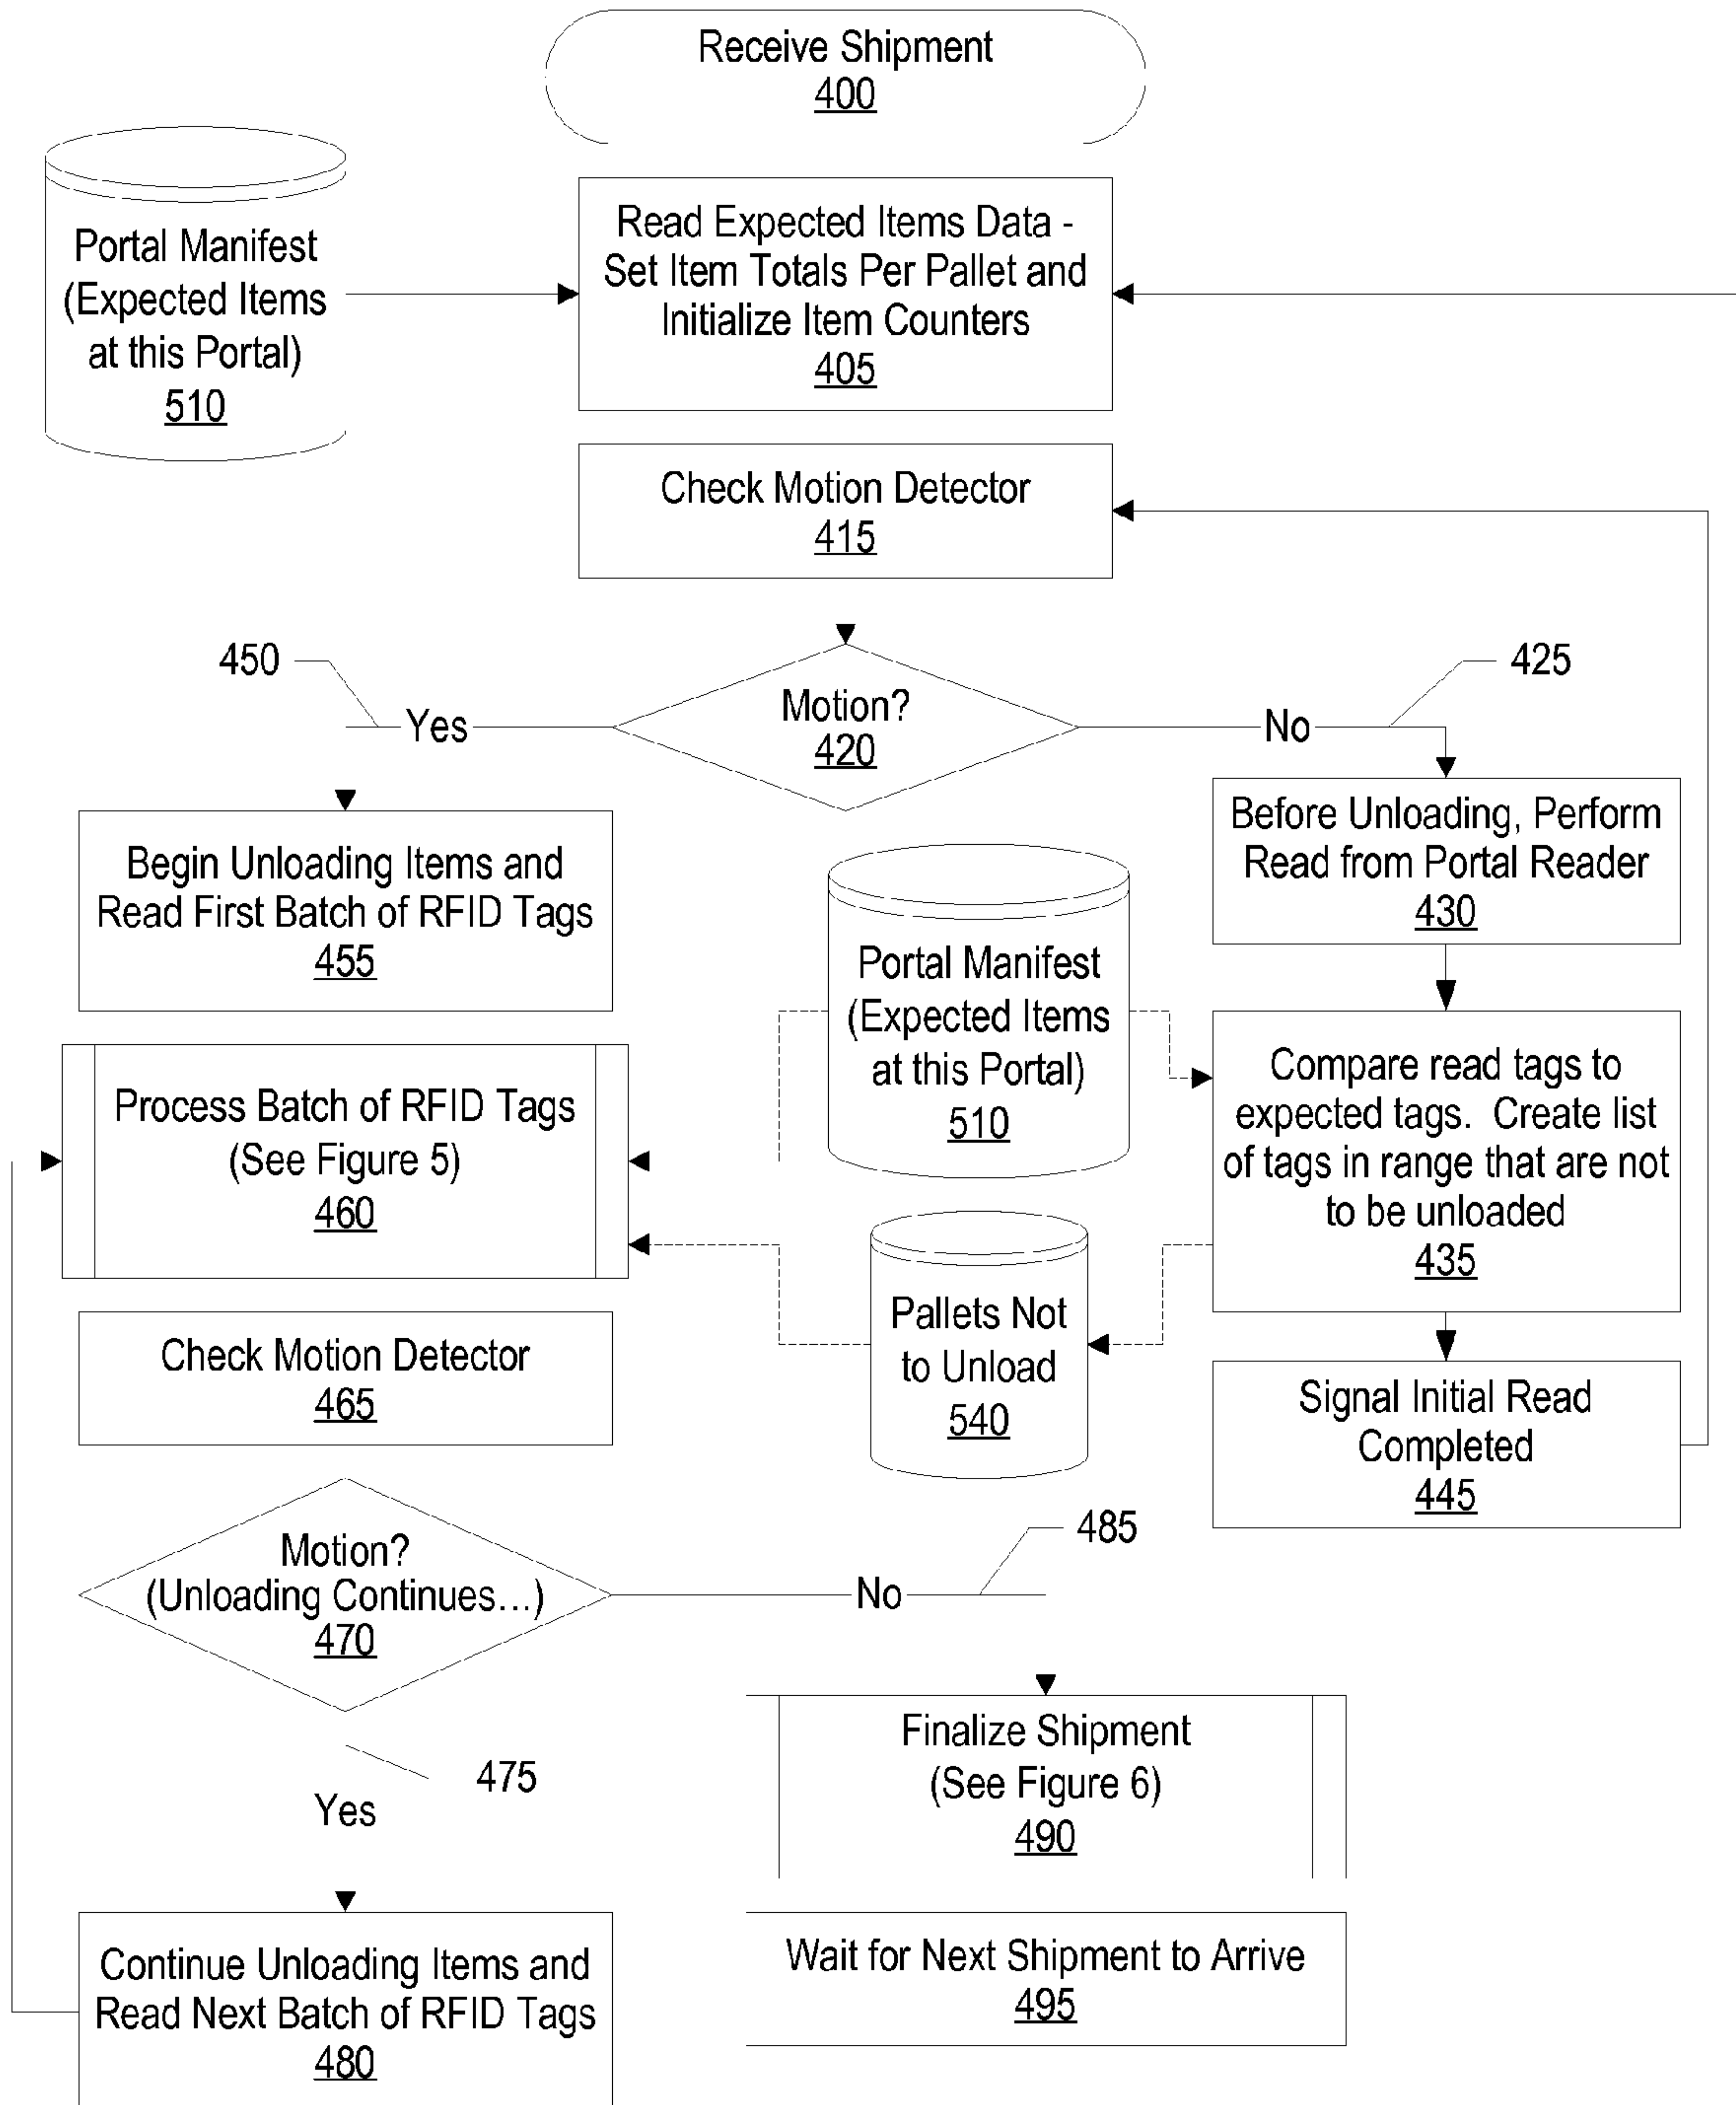 Receive Shipment
400
Portal Manifest
(Expected Items
at this Portal)
510
Read Expected Items Data -
Set Item Totals Per Pallet and
Initialize Item Counters
405
Check Motion Detector
415
450
Yes
Motion?
420
No
425
Begin Unloading Items and
Read First Batch of RFID Tags
455
Before Unloading, Perform
Read from Portal Reader
430
Portal Manifest
(Expected Items
at this Portal)
510
Compare read tags to
expected tags.  Create list
of tags in range that are not
to be unloaded
435
Process Batch of RFID Tags
(See Figure 5)
460
Pallets Not
to Unload
540
Check Motion Detector
465
Signal Initial Read
Completed
445
Motion?
(Unloading Continues...)
470
No
485
475
Yes
Finalize Shipment
(See Figure 6)
490
Continue Unloading Items and
Read Next Batch of RFID Tags
480
Wait for Next Shipment to Arrive
495